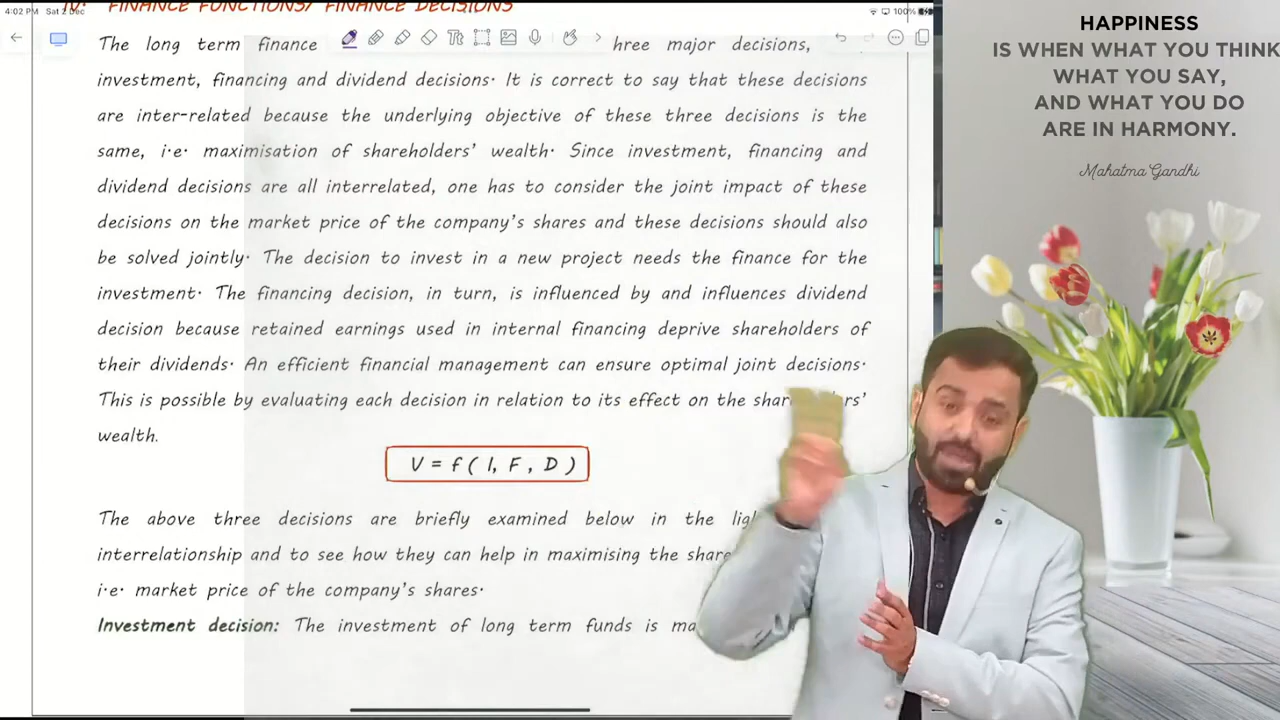 IV. FINANCE FUNCTIONS/ FINANCE DECISIONS
4:02 PM Sat 2 Dec
100%
The long term finance hree major decisions,
investment, financing and dividend decisions. It is correct to say that these decisions
are inter-related because the underlying objective of these three decisions is the
same, i.e. maximisation of shareholders' wealth. Since investment, financing and
dividend decisions are all interrelated, one has to consider the joint impact of these
decisions on the market price of the company's shares and these decisions should also
be solved jointly. The decision to invest in a new project needs the finance for the
investment. The financing decision, in turn, is influenced by and influences dividend
decision because retained earnings used in internal financing deprive shareholders of
their dividends. An efficient financial management can ensure optimal joint decisions.
This is possible by evaluating each decision in relation to its effect on the shar ers'
wealth.
V = f ( I, F , D )
The above three decisions are briefly examined below in the lig
interrelationship and to see how they can help in maximising the share
i.e. market price of the company's shares.
Investment decision: The investment of long term funds is ma
HAPPINESS
IS WHEN WHAT YOU THINK
WHAT YOU SAY,
AND WHAT YOU DO
ARE IN HARMONY.
Mahatma Gandhi